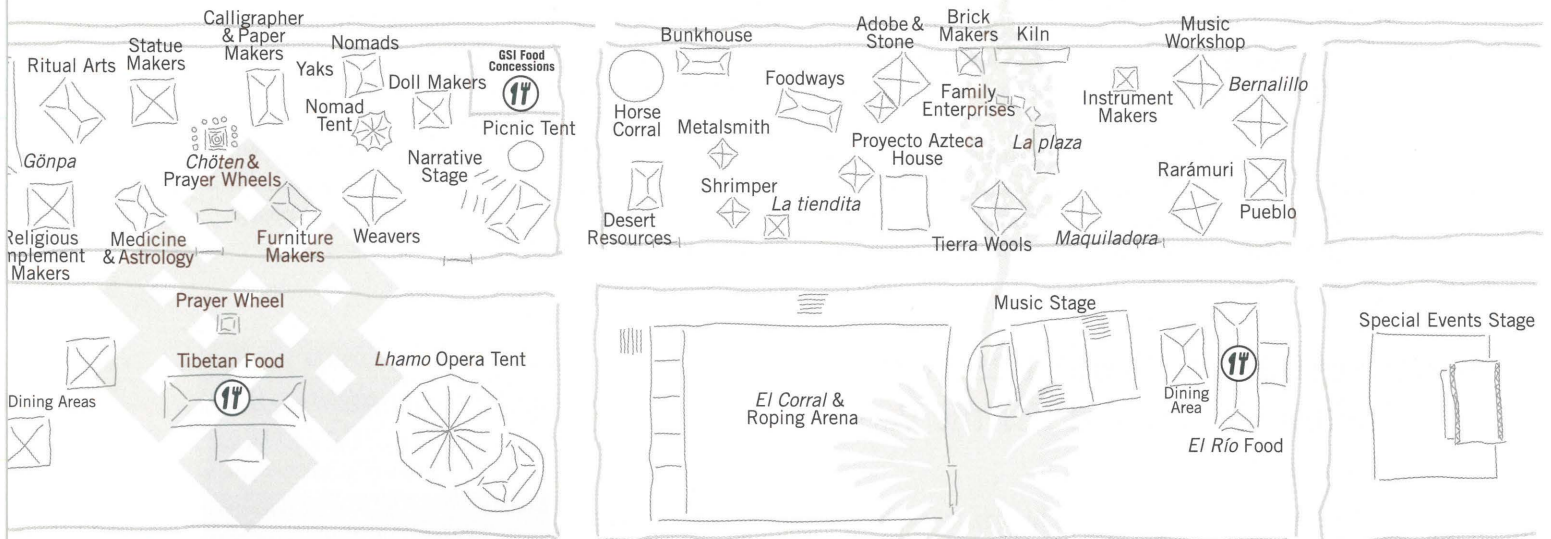 Calligrapher
& Paper
Makers
Statue
Makers
Ritual Arts
Nomads
Yaks
Nomad
Tent
Doll Makers
GSI Food
Concessions
Picnic Tent
Narrative
Stage
Gönpa
Chöten &
Prayer Wheels
Religious
Makers
Medicine
& Astrology
Furniture
Makers
Weavers
Prayer Wheel
Tibetan Food
Lhamo Opera Tent
Dining Areas
Bunkhouse
Horse
Corral
Foodways
Adobe &
Stone
Brick
Makers
Kiln
Family
Enterprises
La plaza
Music
Workshop
Instrument
Makers
Bernalillo
Metalsmith
Proyecto Azteca
House
Shrimper
La tiendita
Desert
Resources
Tierra Wools
Maquiladora
Rarámuri
Pueblo
El Corral &
Roping Arena
Music Stage
Dining
Area
El Río Food
Special Events Stage